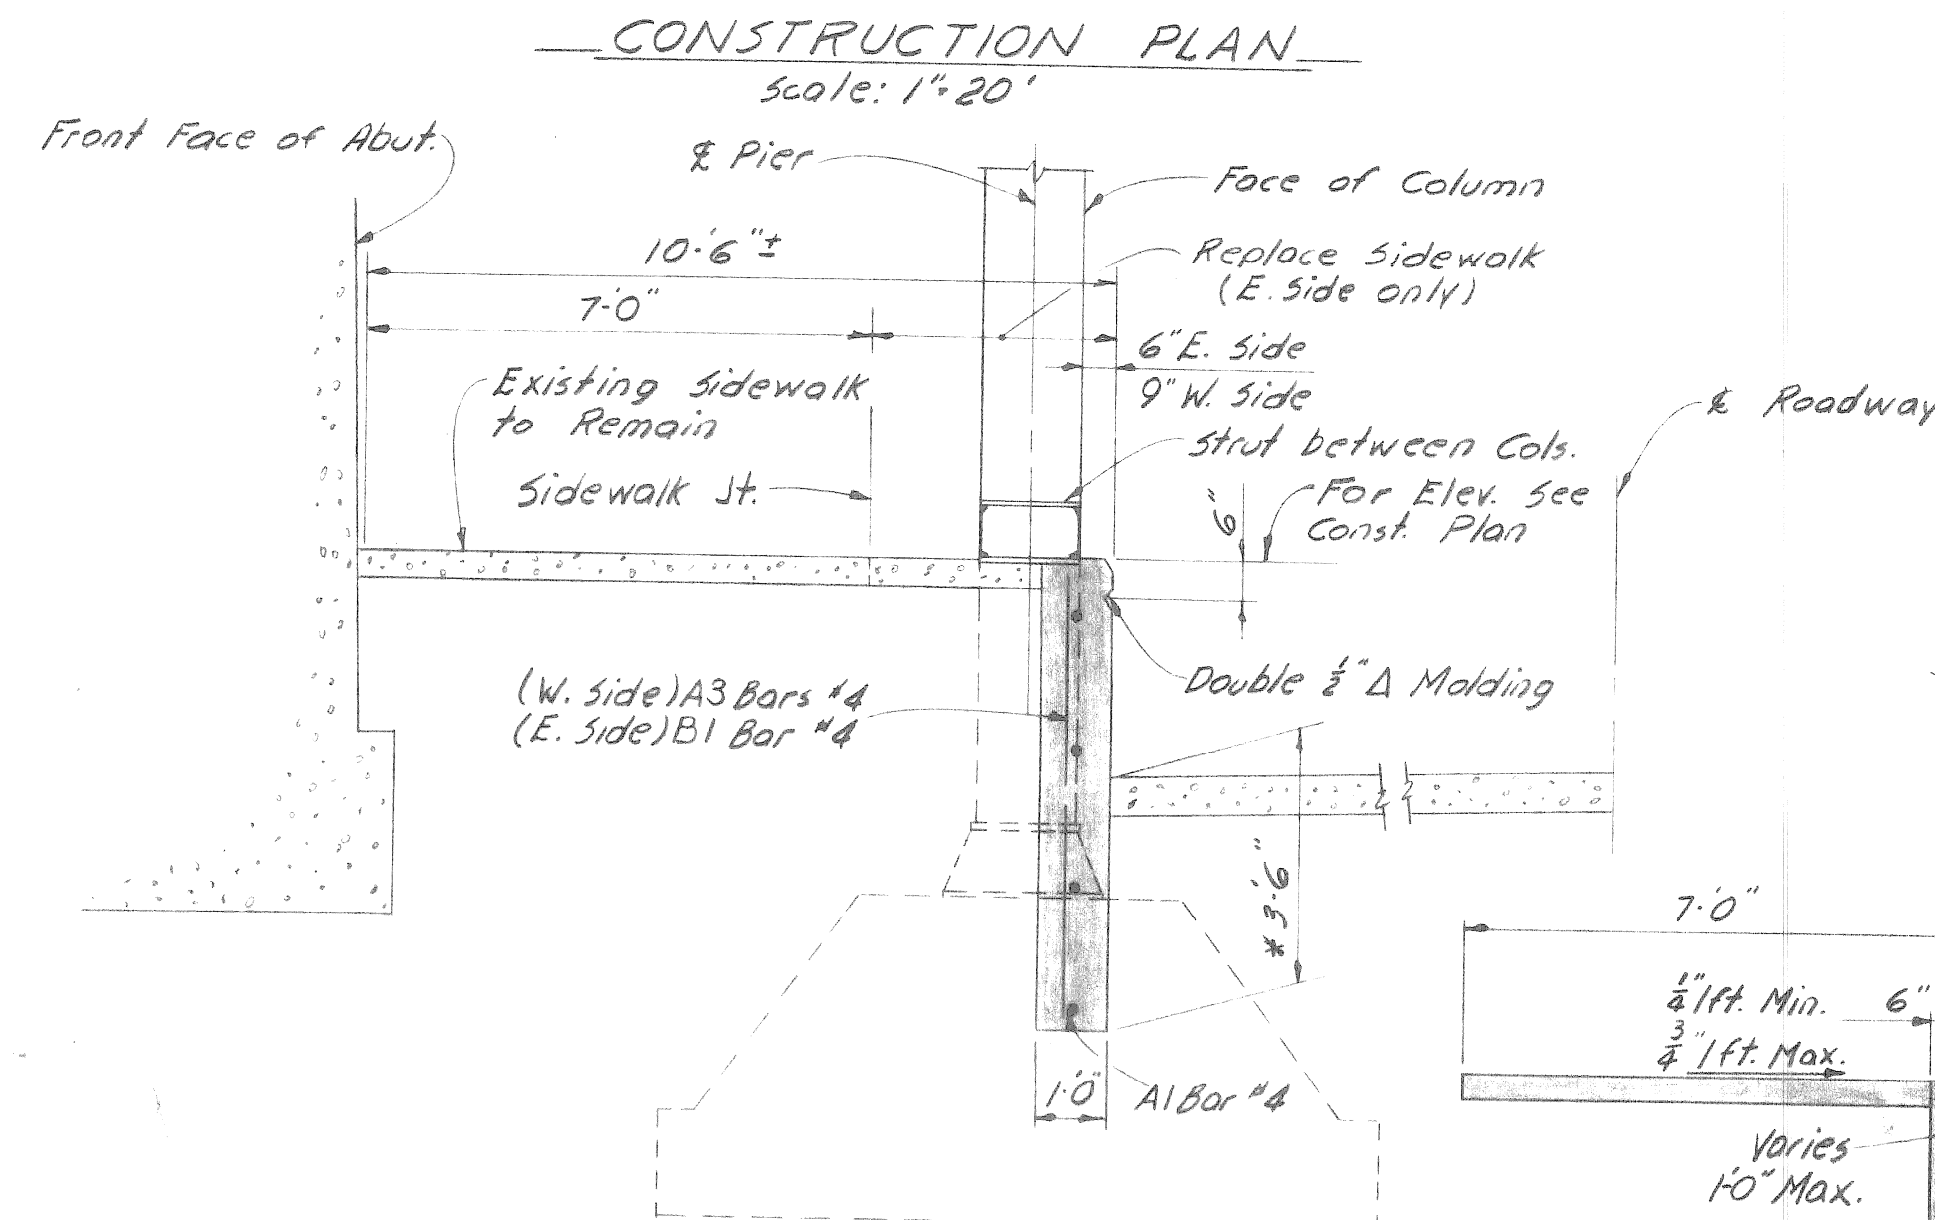 CONSTRUCTION PLAN
Scale: 1"=20'
Front Face of Abut.
℄ Pier
Face of Column
10'-6"±
Replace Sidewalk
(E. Side only)
7'-0"
6" E. Side
9" W. Side
Existing Sidewalk
to Remain
℄ Roadway
Strut between Cols.
Sidewalk Jt.
6"
For Elev. See
Const. Plan
(W. Side) A3 Bars #4
(E. Side) B1 Bar #4
Double ½" Δ Molding
* 3'-6"
7'-0"
¼"/ft. Min.
6"
¾"/ft. Max.
1'-0"
A1 Bar #4
Varies
1'-0" Max.